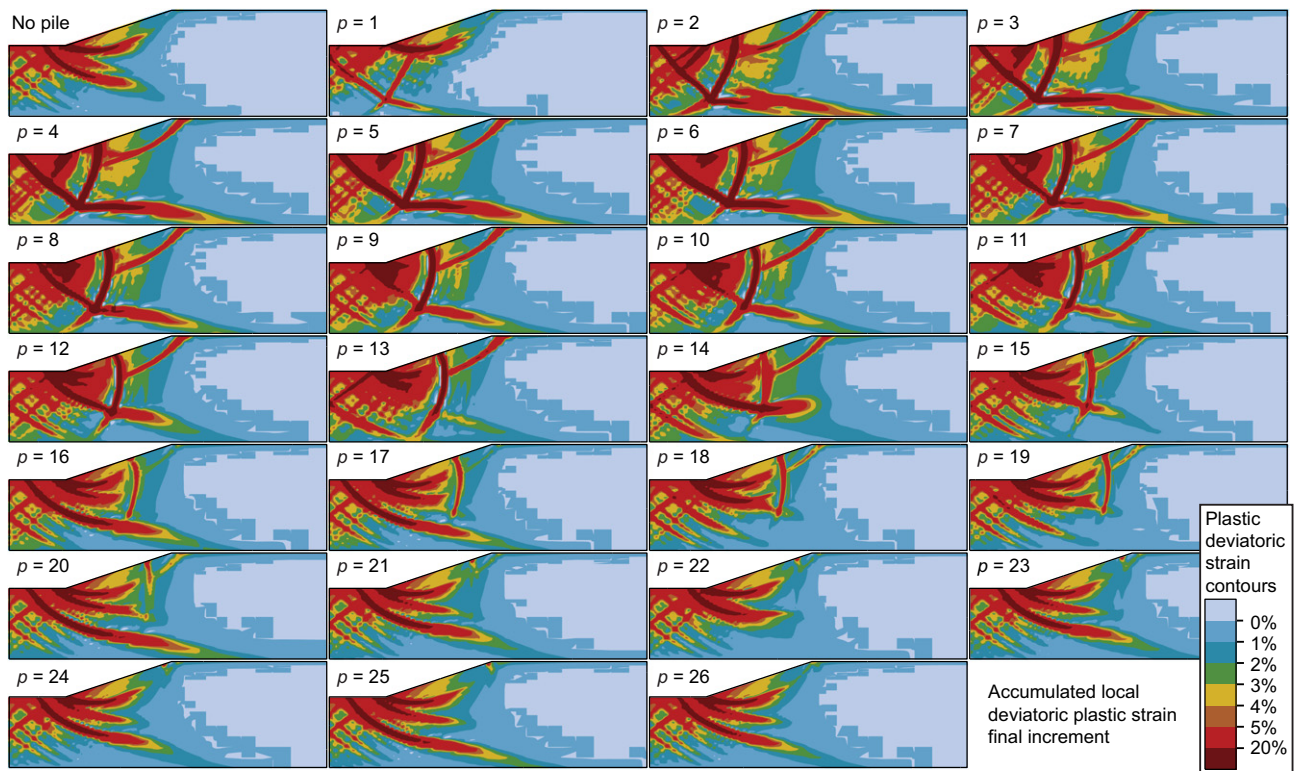 No pile
p = 1
p = 2
p = 3
p = 4
p = 5
p = 6
p = 7
p = 8
p = 9
p = 10
p = 11
p = 12
p = 13
p = 14
p = 15
p = 16
p = 17
p = 18
p = 19
p = 20
p = 21
p = 22
p = 23
p = 24
p = 25
p = 26
Accumulated local
deviatoric plastic strain
final increment
Plastic
deviatoric
strain
contours
0%
1%
2%
3%
4%
5%
20%